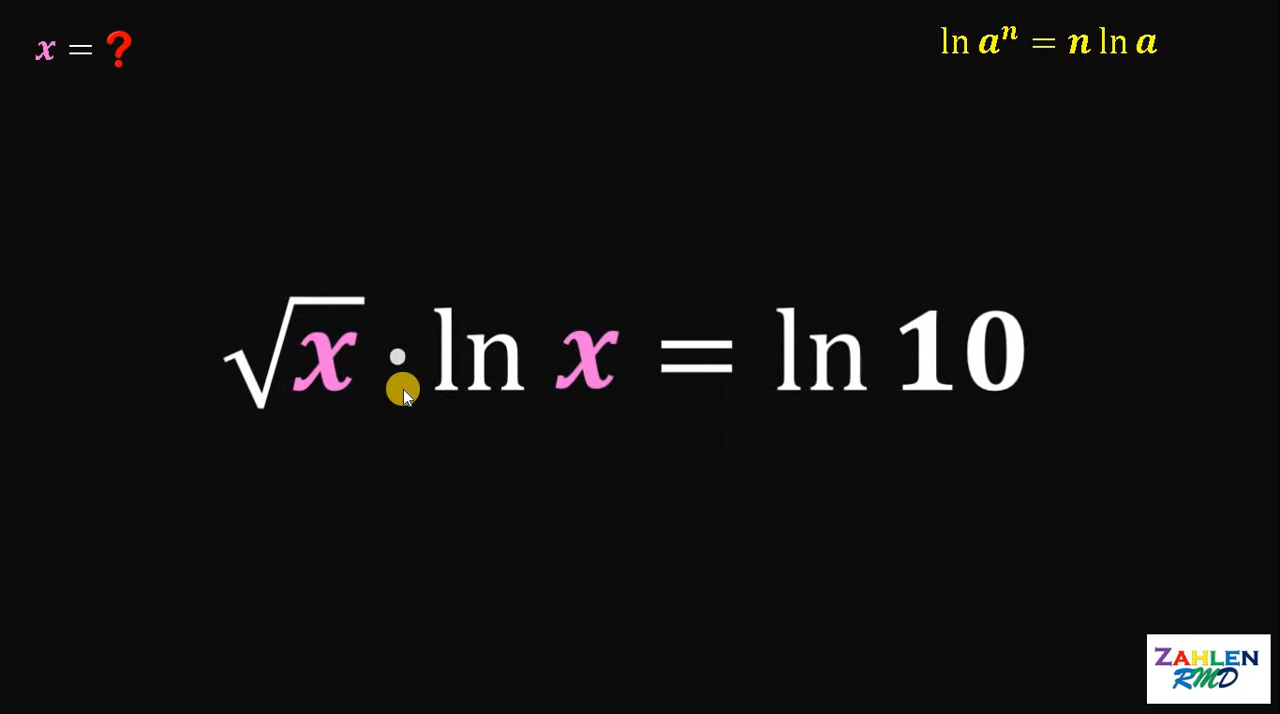 x = ❓
ln aⁿ = n ln a
√x · ln x = ln 10
ZAHLEN
RMD